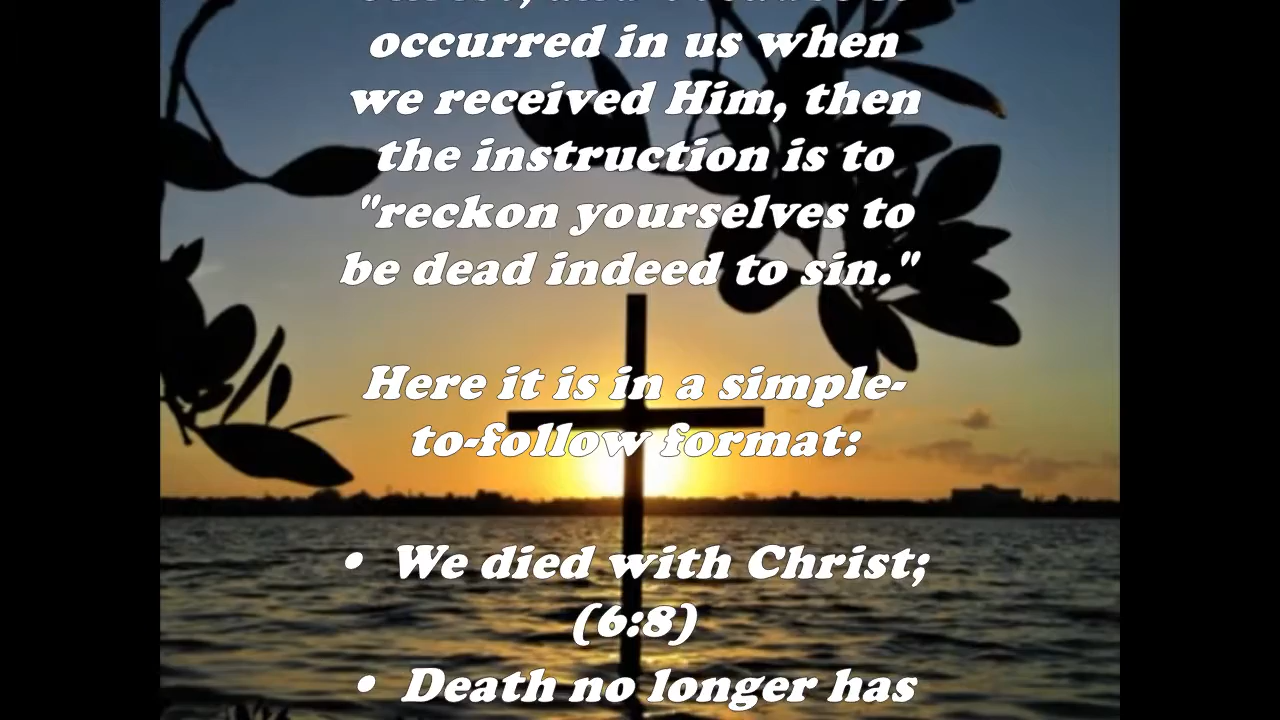 occurred in us when
we received Him, then
the instruction is to
"reckon yourselves to
be dead indeed to sin."
Here it is in a simple-
to-follow format:
• We died with Christ;
(6:8)
• Death no longer has